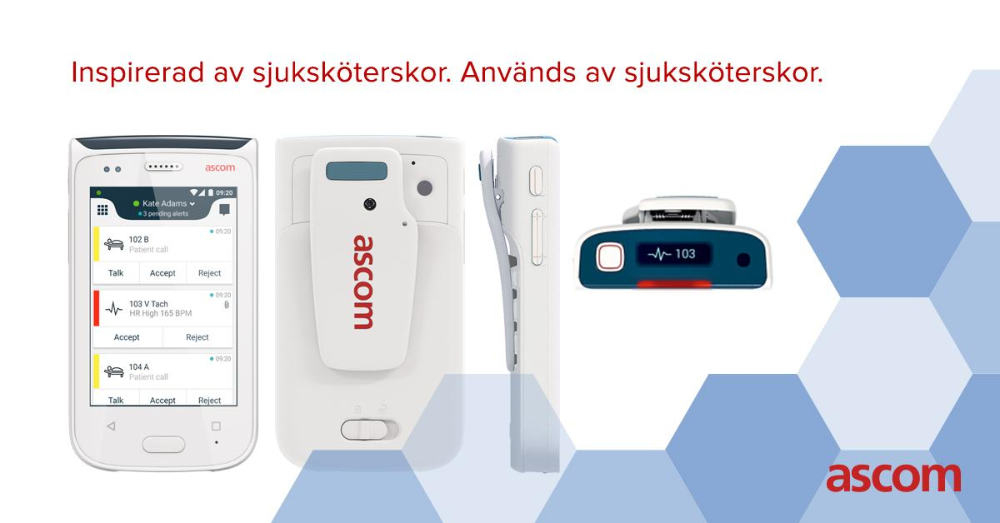 Inspirerad av sjuksköterskor. Används av sjuksköterskor.
ascom
09:20
Kate Adams
3 pending alerts
09:20
102 B
Patient call
Talk Accept Reject
09:20
103 V Tach
HR High 165 BPM
Accept Reject
09:20
104 A
Patient call
Talk Accept Reject
ascom
103
ascom